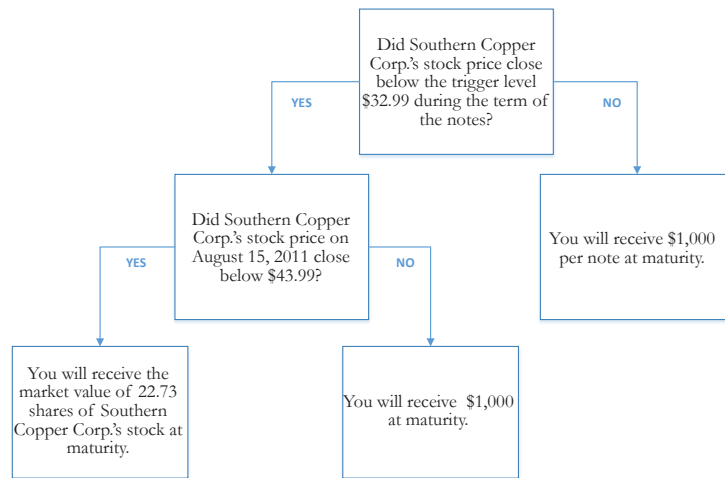 Did Southern Copper
Corp.'s stock price close
below the trigger level
$32.99 during the term of
the notes?
YES
NO
Did Southern Copper
Corp.'s stock price on
August 15, 2011 close
below $43.99?
You will receive $1,000
per note at maturity.
YES
NO
You will receive the
market value of 22.73
shares of Southern
Copper Corp.'s stock at
maturity.
You will receive $1,000
at maturity.